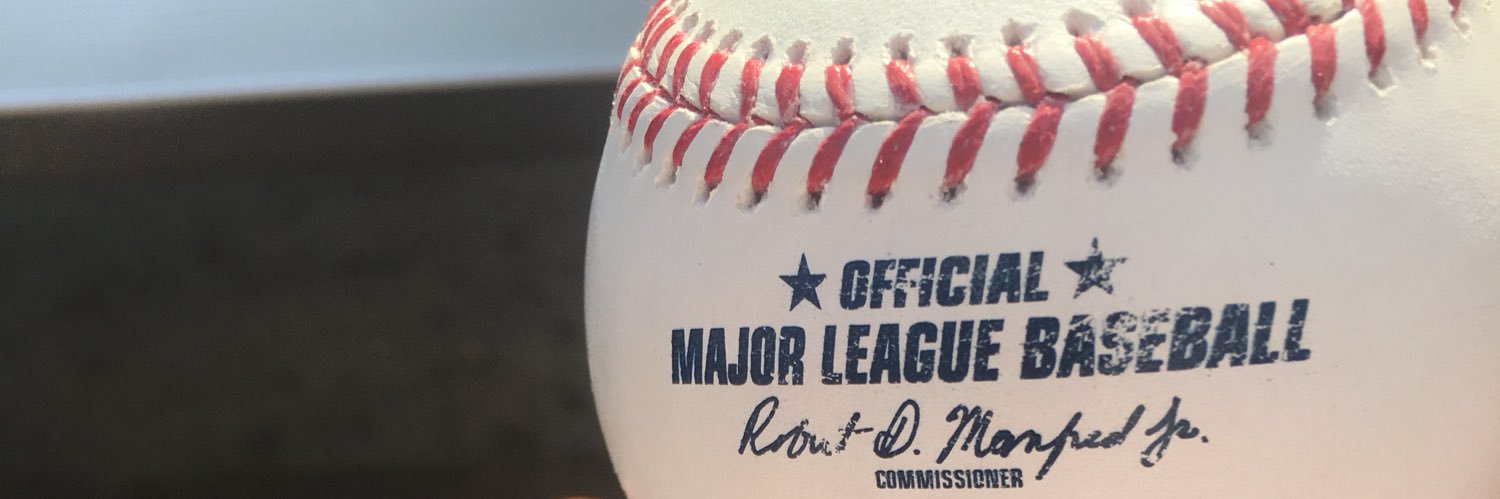 ★ OFFICIAL ★
MAJOR LEAGUE BASEBALL
Robert D. Manfred Jr.
COMMISSIONER